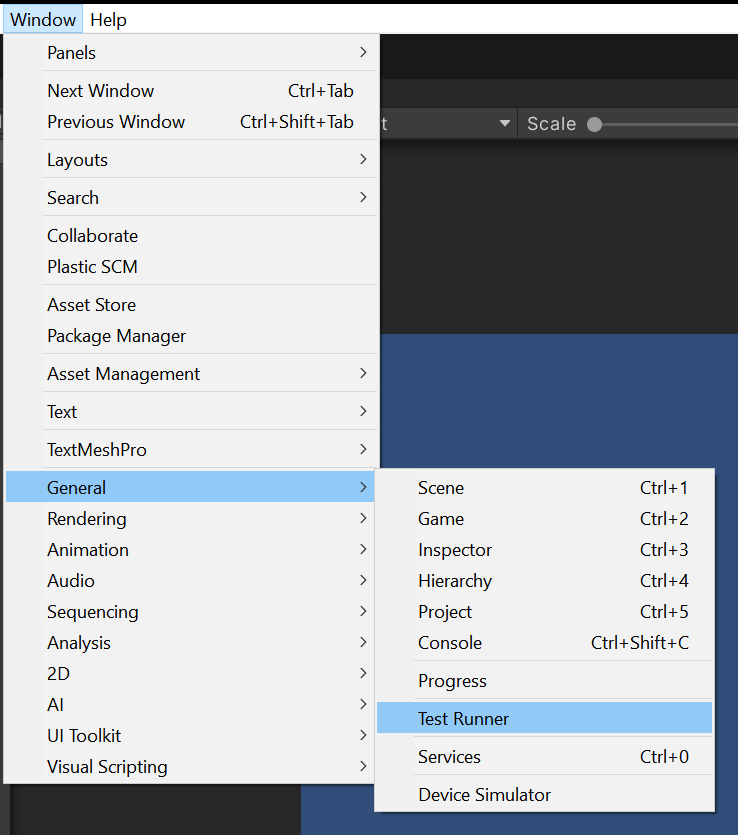 Window Help
Panels
Next Window Ctrl+Tab
Previous Window Ctrl+Shift+Tab
Scale
Layouts
Search
Collaborate
Plastic SCM
Asset Store
Package Manager
Asset Management
Text
TextMeshPro
General
Rendering
Animation
Audio
Sequencing
Analysis
2D
AI
UI Toolkit
Visual Scripting
Scene Ctrl+1
Game Ctrl+2
Inspector Ctrl+3
Hierarchy Ctrl+4
Project Ctrl+5
Console Ctrl+Shift+C
Progress
Test Runner
Services Ctrl+0
Device Simulator